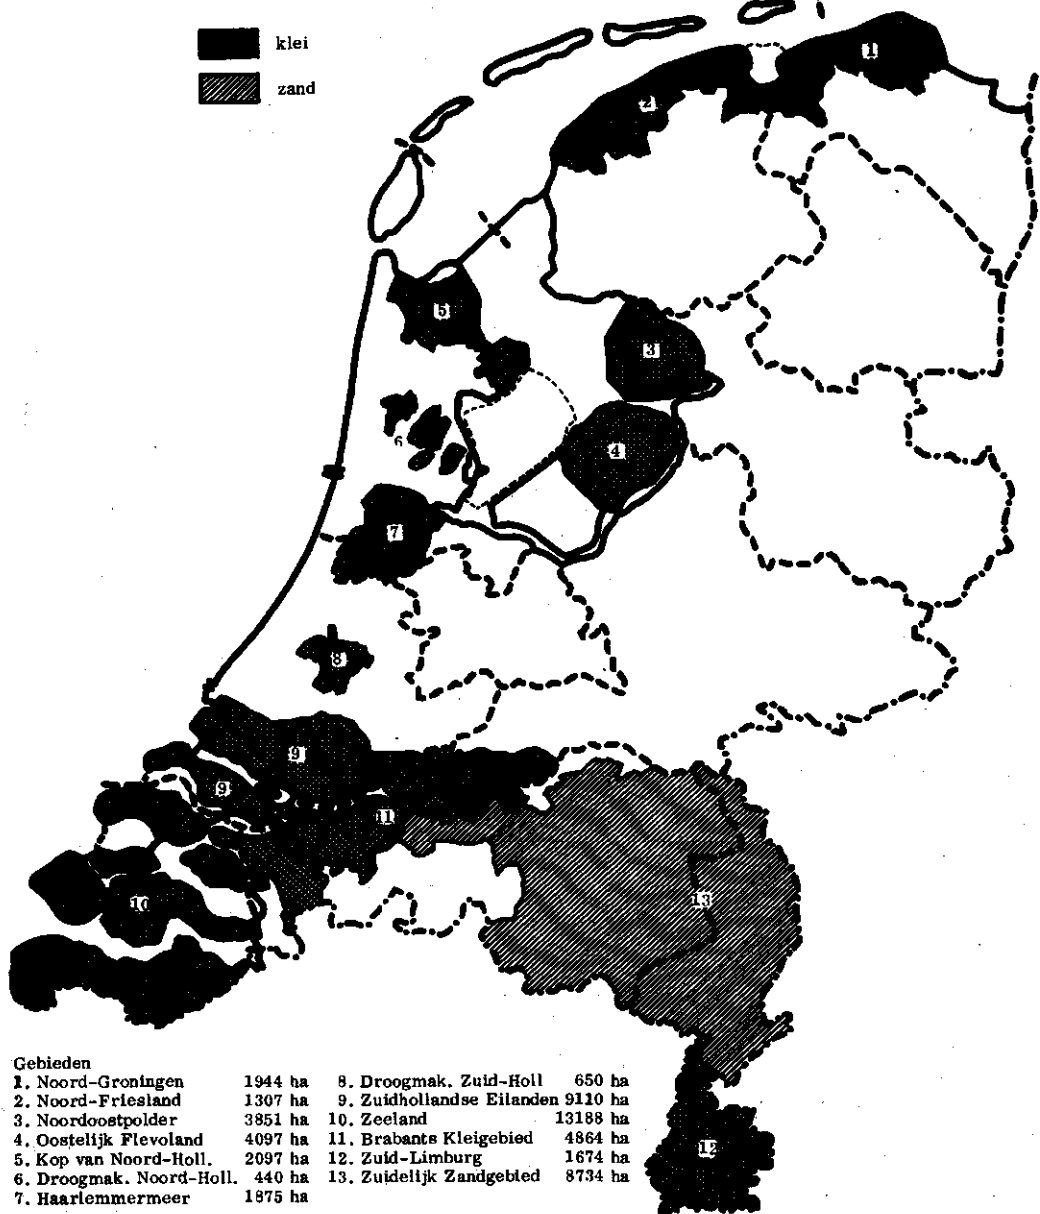 klei
zand
1
2
3
5
4
6
7
8
9
9
11
10
13
12
Gebieden
1. Noord-Groningen 1944 ha
2. Noord-Friesland 1307 ha
3. Noordoostpolder 3851 ha
4. Oostelijk Flevoland 4097 ha
5. Kop van Noord-Holl. 2097 ha
6. Droogmak. Noord-Holl. 440 ha
7. Haarlemmermeer 1875 ha
8. Droogmak. Zuid-Holl 650 ha
9. Zuidhollandse Eilanden 9110 ha
10. Zeeland 13188 ha
11. Brabants Kleigebied 4864 ha
12. Zuid-Limburg 1674 ha
13. Zuidelijk Zandgebied 8734 ha